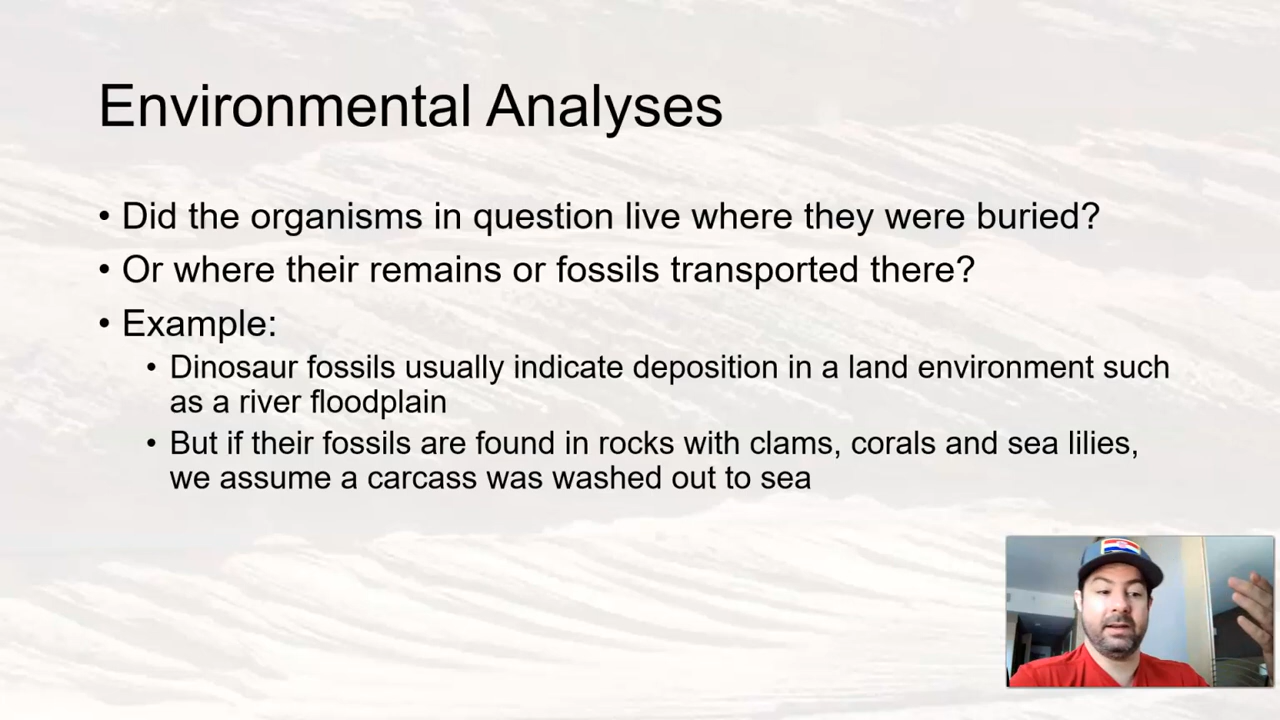 Environmental Analyses
• Did the organisms in question live where they were buried?
• Or where their remains or fossils transported there?
• Example:
• Dinosaur fossils usually indicate deposition in a land environment such
as a river floodplain
• But if their fossils are found in rocks with clams, corals and sea lilies,
we assume a carcass was washed out to sea